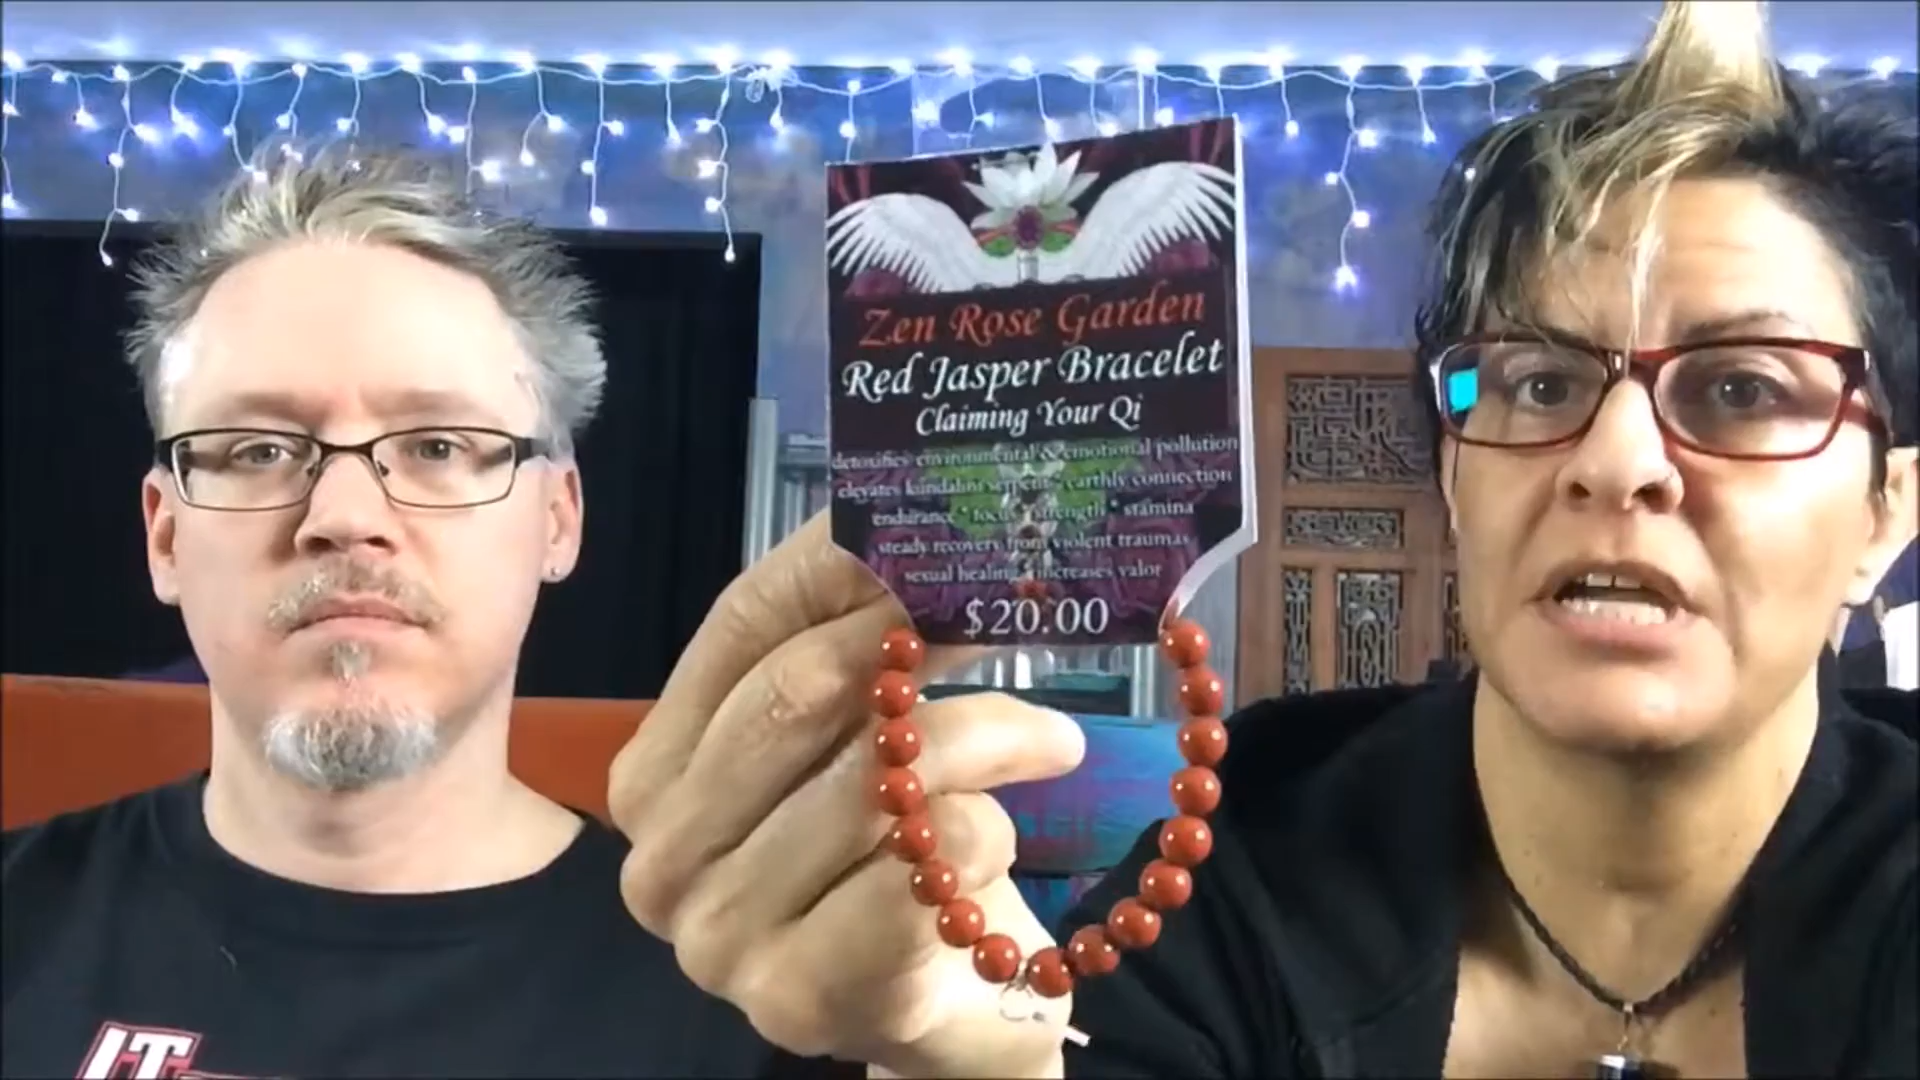 Zen Rose Garden
Red Jasper Bracelet
Claiming Your Qi
detoxifies environmental & emotional pollution
elevates kundalini serpent * earthly connection
endurance * focus * strength * stamina
steady recovery from violent traumas
sexual healing * increases valor
$20.00
IT